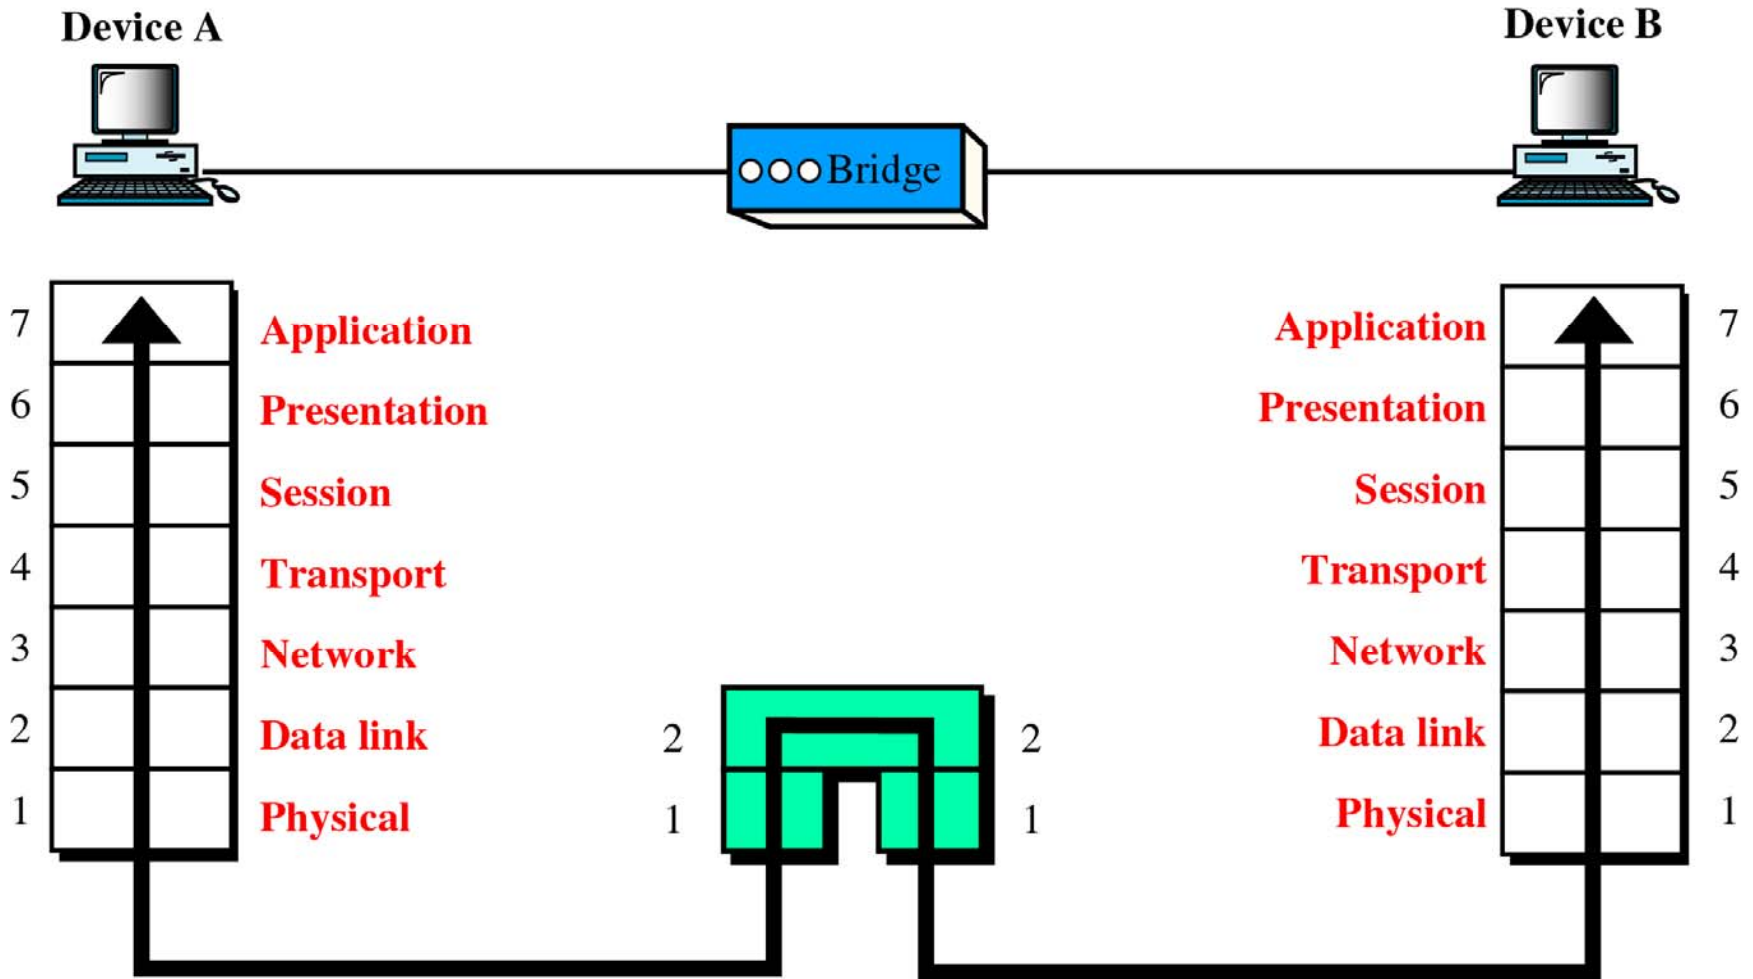 Device A
Device B
Bridge
7 Application
6 Presentation
5 Session
4 Transport
3 Network
2 Data link
1 Physical
2 2
1 1
Application 7
Presentation 6
Session 5
Transport 4
Network 3
Data link 2
Physical 1